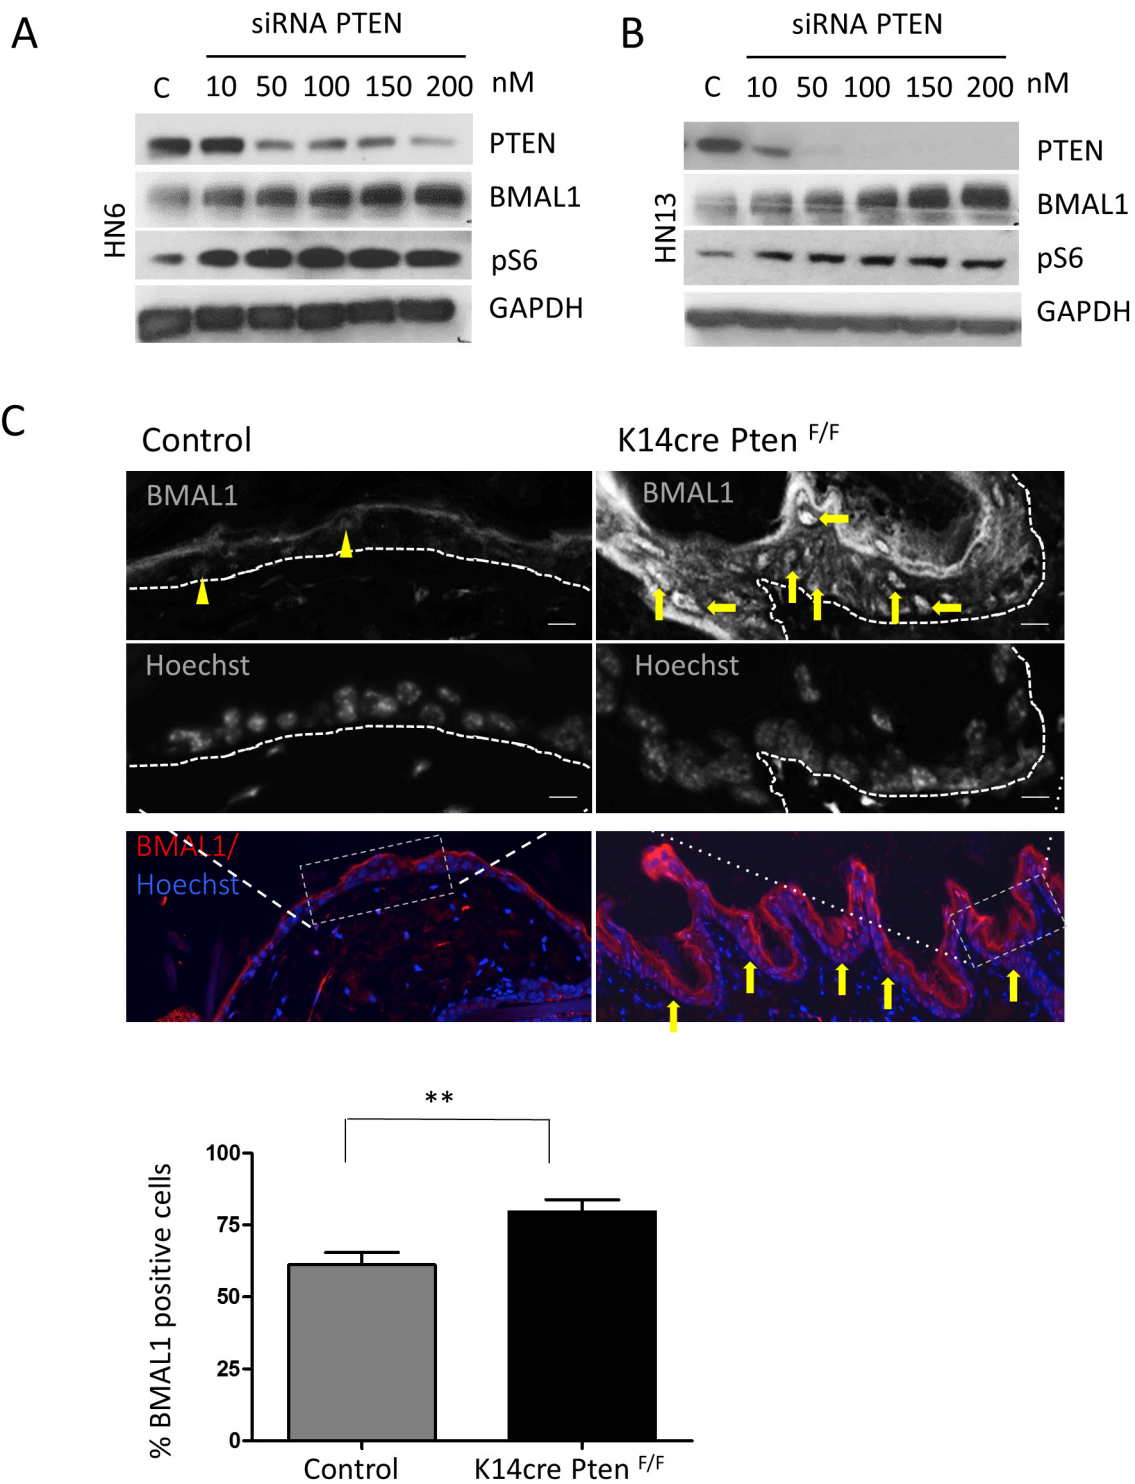 A
siRNA PTEN
C 10 50 100 150 200 nM
HN6
PTEN
BMAL1
pS6
GAPDH
B
siRNA PTEN
C 10 50 100 150 200 nM
HN13
PTEN
BMAL1
pS6
GAPDH
C
Control
K14cre Pten F/F
BMAL1
BMAL1
Hoechst
Hoechst
BMAL1/
Hoechst
**
% BMAL1 positive cells
100
75
50
25
0
Control
K14cre Pten F/F